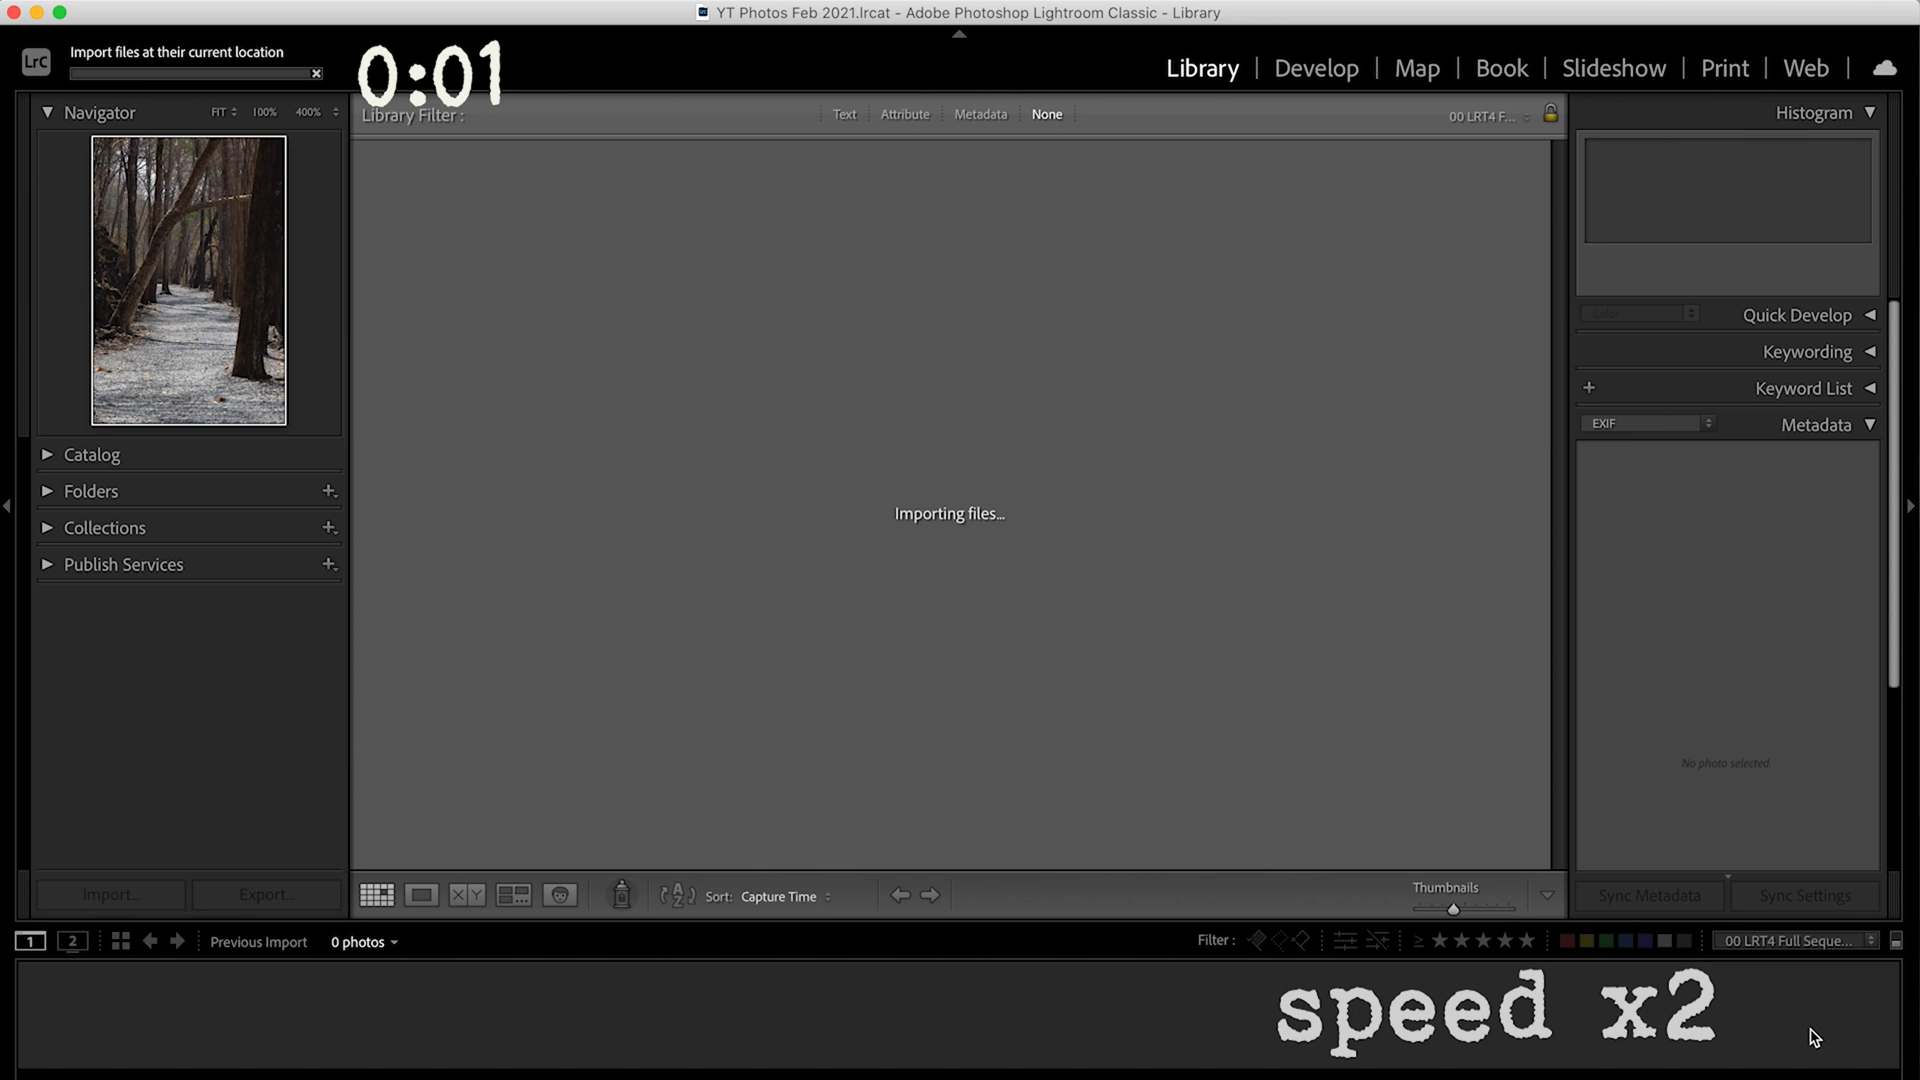 YT Photos Feb 2021.lrcat - Adobe Photoshop Lightroom Classic - Library
LrC
Import files at their current location
0:01
Library | Develop | Map | Book | Slideshow | Print | Web
Navigator FIT 100% 400%
Library Filter : Text Attribute Metadata None 00 LRT4 F...
Histogram
Color Quick Develop
Keywording
Keyword List
EXIF Metadata
Catalog
Folders
Collections
Publish Services
Importing files...
No photo selected.
Import... Export...
XY
AZ
Sort: Capture Time
Thumbnails
Sync Metadata Sync Settings
1 2 Previous Import 0 photos
Filter : ≥ ★★★★★ 00 LRT4 Full Seque...
speed x2